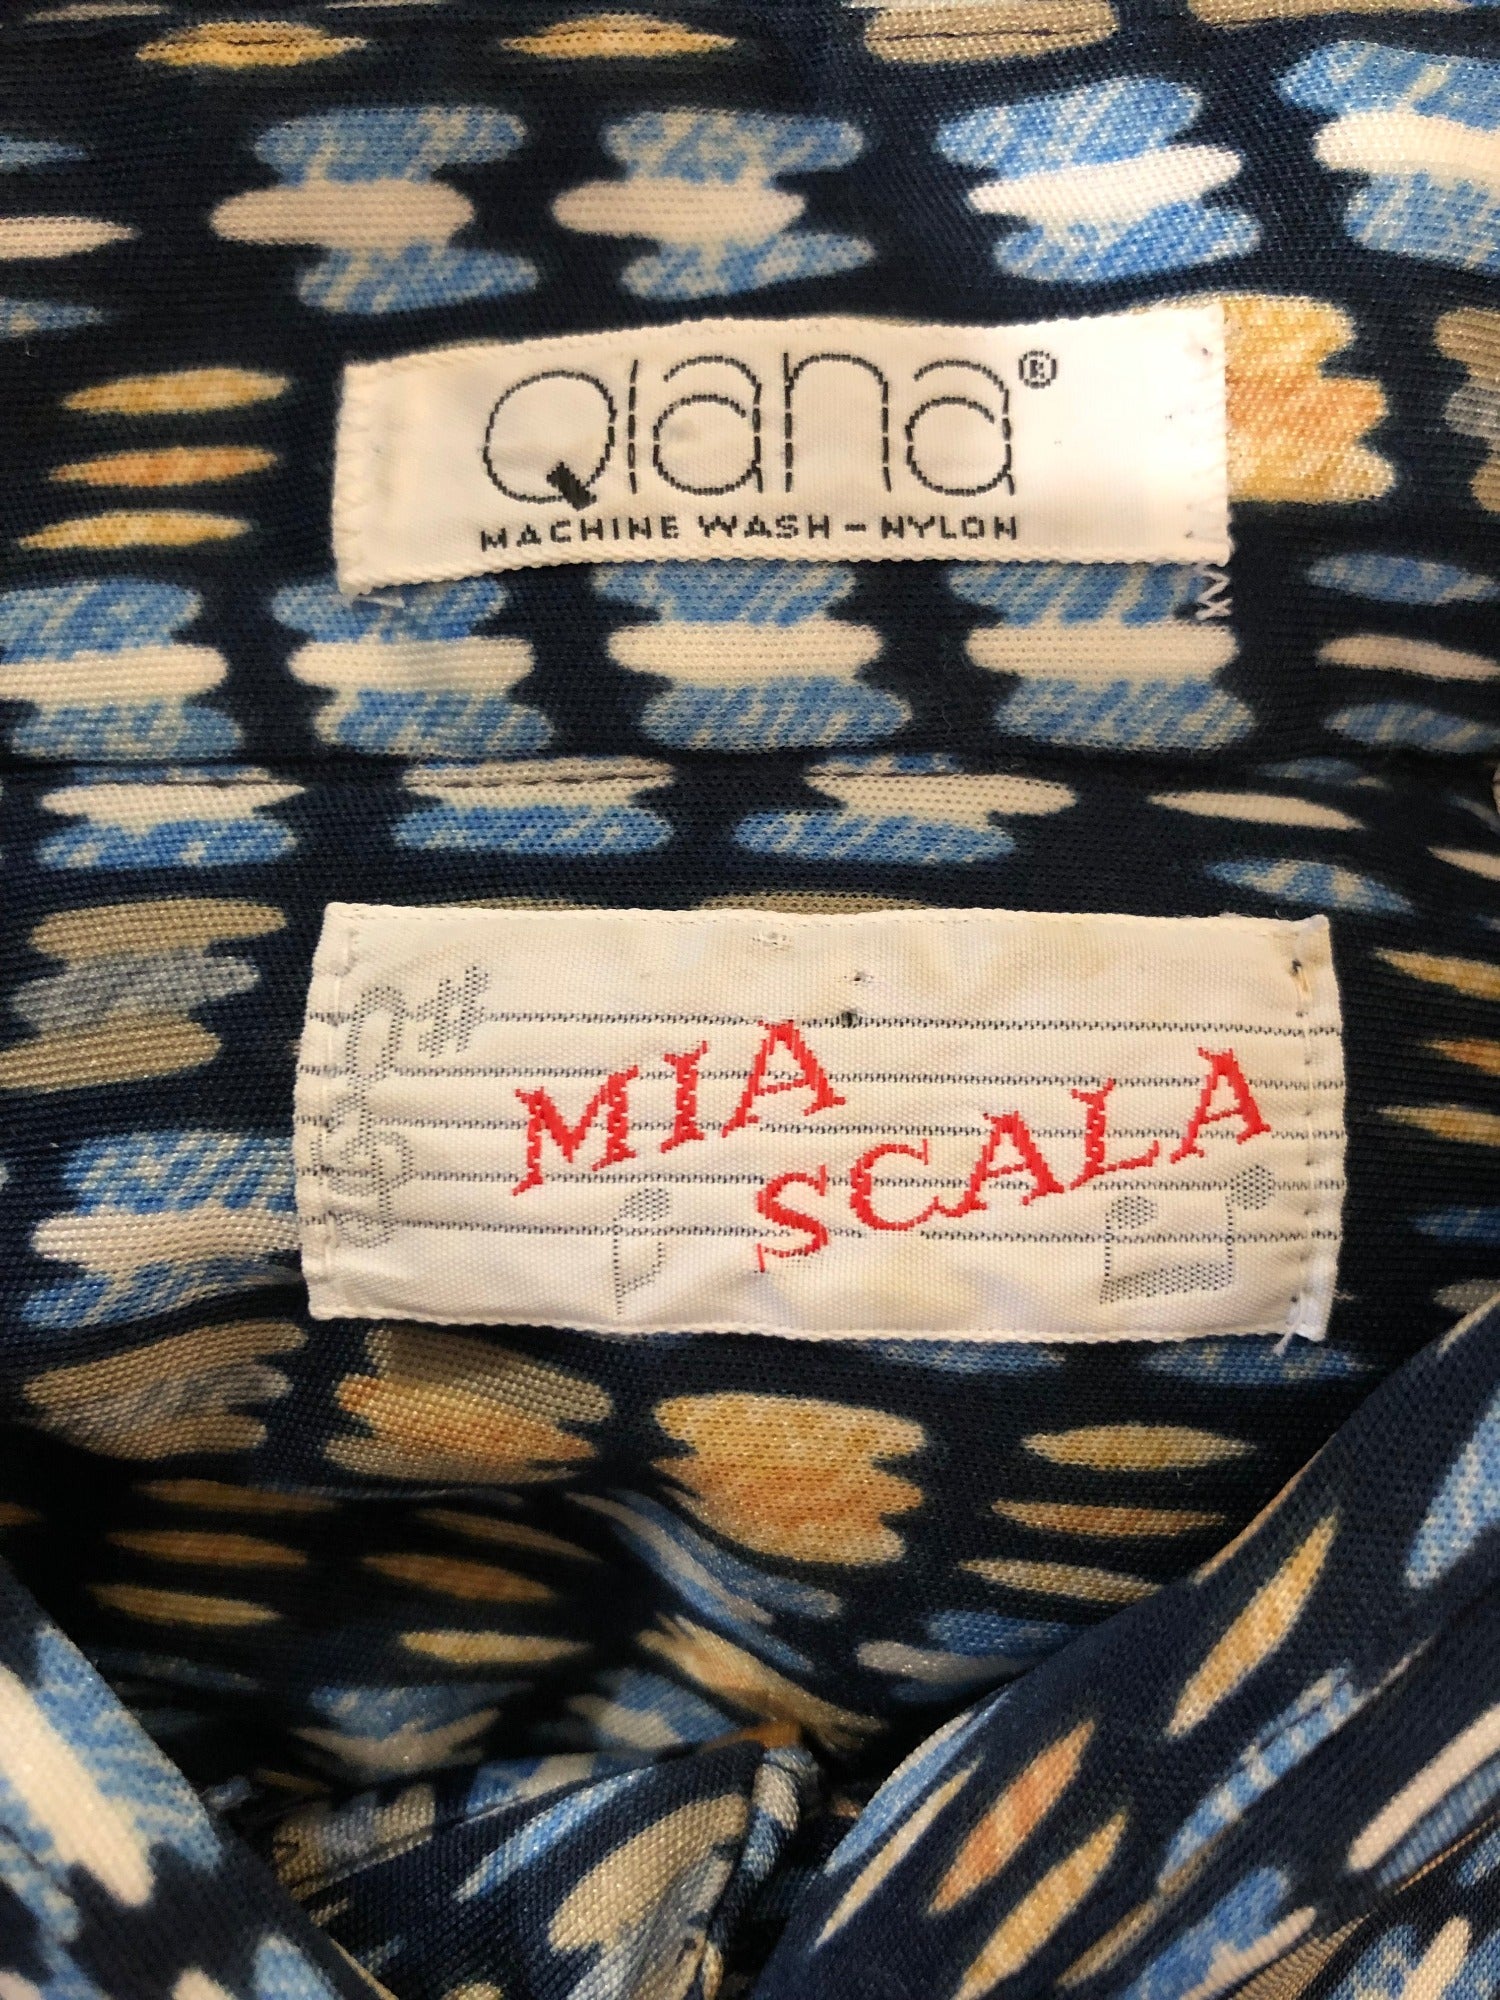 Qiana®
MACHINE WASH – NYLON
MIA
SCALA